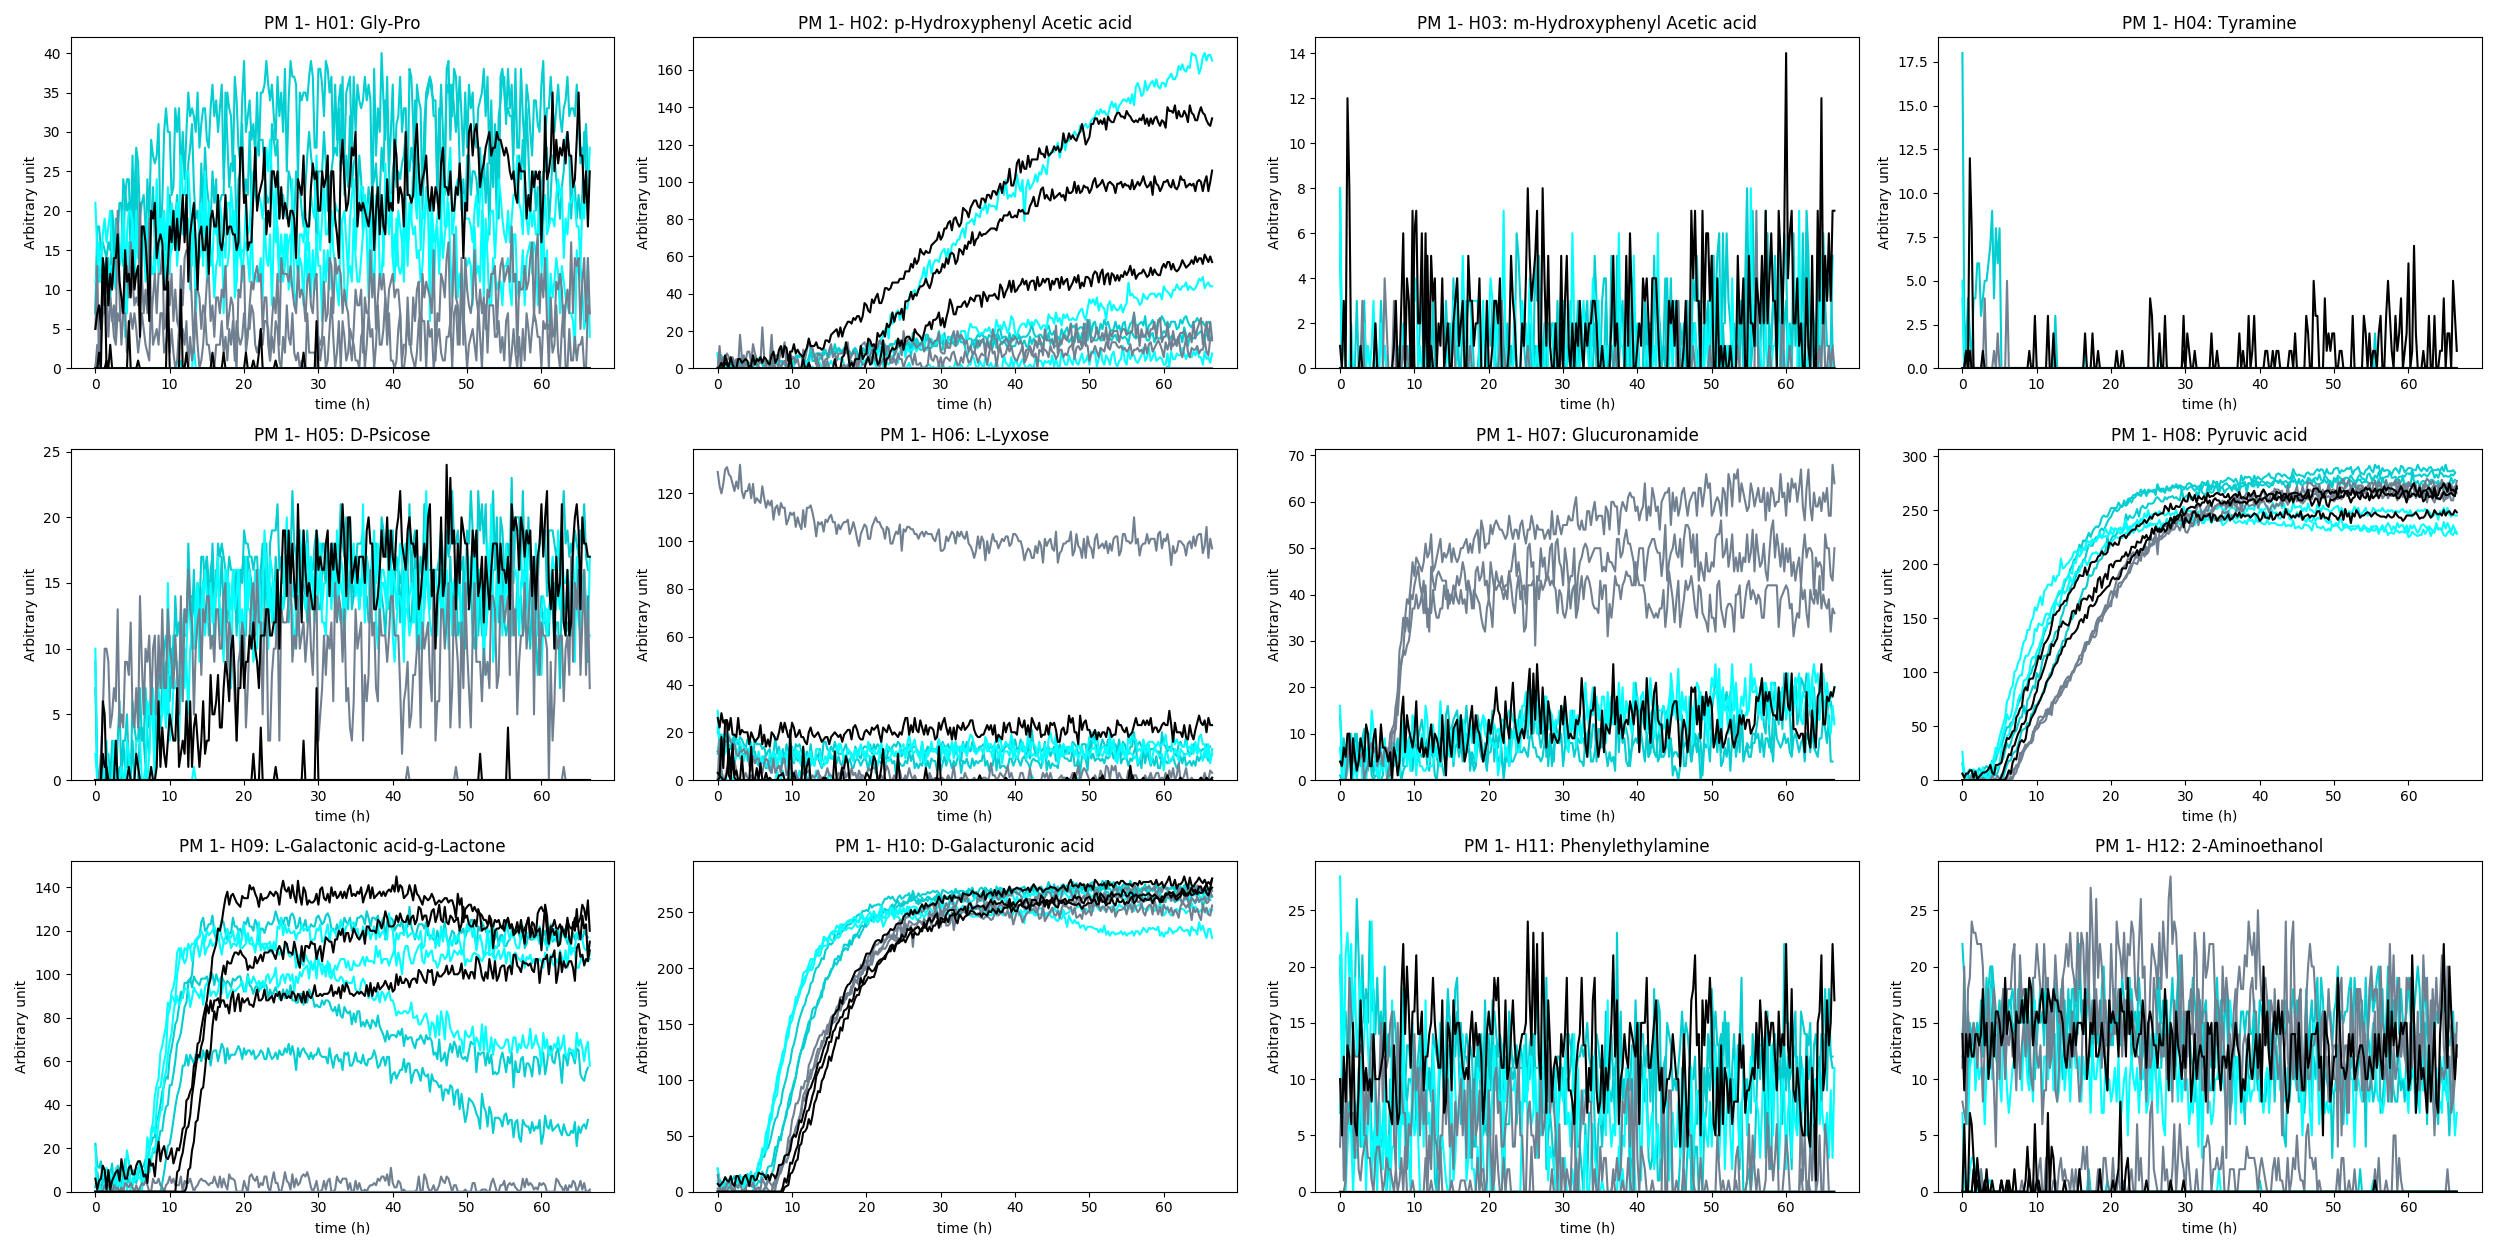 PM 1- H01: Gly-Pro
PM 1- H02: p-Hydroxyphenyl Acetic acid
PM 1- H03: m-Hydroxyphenyl Acetic acid
PM 1- H04: Tyramine
Arbitrary unit
40
35
30
25
20
15
10
5
0
0 10 20 30 40 50 60
time (h)
Arbitrary unit
160
140
120
100
80
60
40
20
0
0 10 20 30 40 50 60
time (h)
Arbitrary unit
14
12
10
8
6
4
2
0
0 10 20 30 40 50 60
time (h)
Arbitrary unit
17.5
15.0
12.5
10.0
7.5
5.0
2.5
0.0
0 10 20 30 40 50 60
time (h)
PM 1- H05: D-Psicose
PM 1- H06: L-Lyxose
PM 1- H07: Glucuronamide
PM 1- H08: Pyruvic acid
Arbitrary unit
25
20
15
10
5
0
0 10 20 30 40 50 60
time (h)
Arbitrary unit
120
100
80
60
40
20
0
0 10 20 30 40 50 60
time (h)
Arbitrary unit
70
60
50
40
30
20
10
0
0 10 20 30 40 50 60
time (h)
Arbitrary unit
300
250
200
150
100
50
0
0 10 20 30 40 50 60
time (h)
PM 1- H09: L-Galactonic acid-g-Lactone
PM 1- H10: D-Galacturonic acid
PM 1- H11: Phenylethylamine
PM 1- H12: 2-Aminoethanol
Arbitrary unit
140
120
100
80
60
40
20
0
0 10 20 30 40 50 60
time (h)
Arbitrary unit
250
200
150
100
50
0
0 10 20 30 40 50 60
time (h)
Arbitrary unit
25
20
15
10
5
0
0 10 20 30 40 50 60
time (h)
Arbitrary unit
25
20
15
10
5
0
0 10 20 30 40 50 60
time (h)